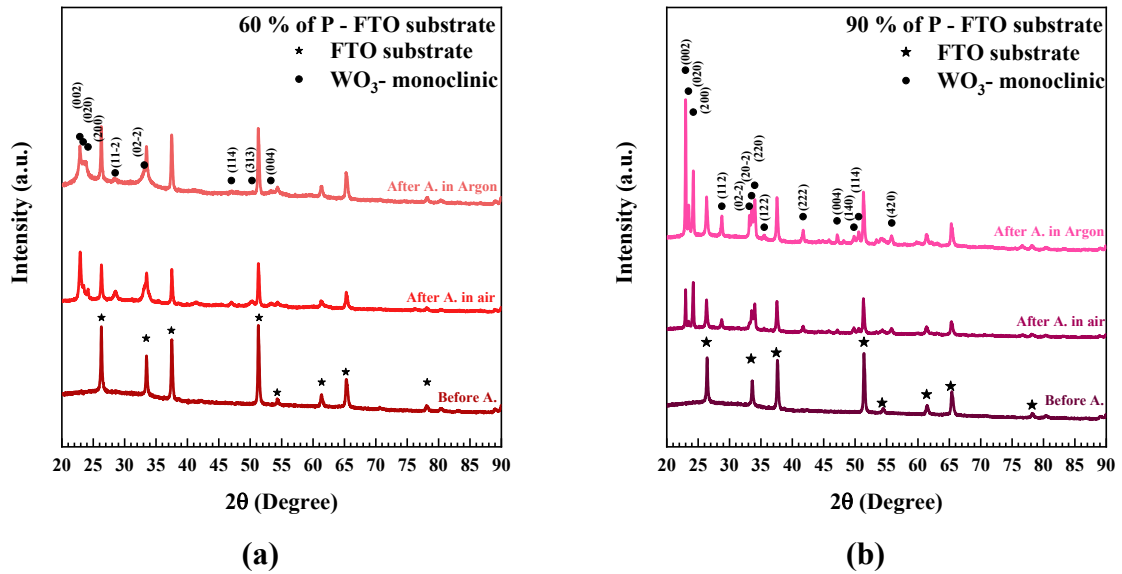 60 % of P - FTO substrate
★ FTO substrate
● WO₃- monoclinic
(002)
(020)
(200)
(11-2)
(02-2)
(114)
(313)
(004)
After A. in Argon
After A. in air
Before A.
Intensity (a.u.)
20 25 30 35 40 45 50 55 60 65 70 75 80 85 90
2θ (Degree)
(a)
90 % of P - FTO substrate
★ FTO substrate
● WO₃- monoclinic
(002)
(020)
(200)
(112)
(02-2)
(20-2)
(220)
(122)
(222)
(004)
(140)
(114)
(420)
After A. in Argon
After A. in air
Before A.
Intensity (a.u.)
20 25 30 35 40 45 50 55 60 65 70 75 80 85 90
2θ (Degree)
(b)